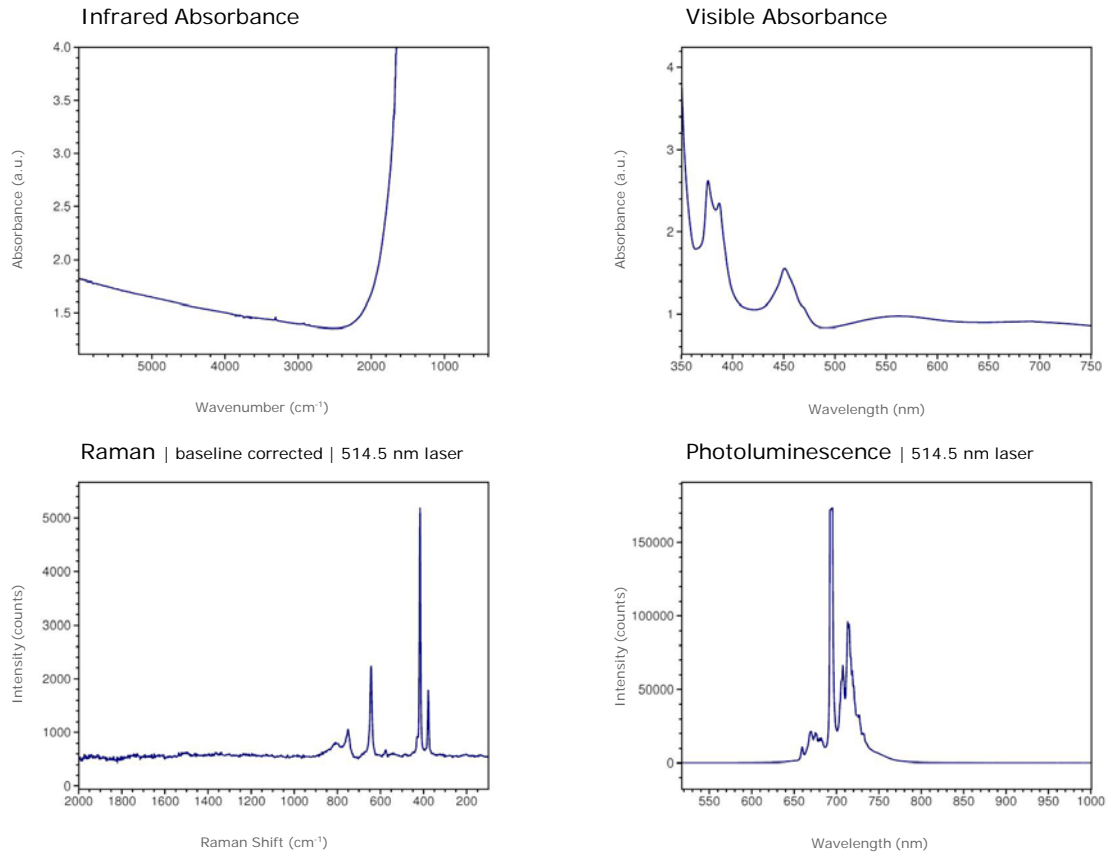 Infrared Absorbance
4.0
3.5
3.0
2.5
2.0
1.5
Absorbance (a.u.)
5000 4000 3000 2000 1000
Wavenumber (cm⁻¹)
Visible Absorbance
4
3
2
1
Absorbance (a.u.)
350 400 450 500 550 600 650 700 750
Wavelength (nm)
Raman | baseline corrected | 514.5 nm laser
5000
4000
3000
2000
1000
0
Intensity (counts)
2000 1800 1600 1400 1200 1000 800 600 400 200
Raman Shift (cm⁻¹)
Photoluminescence | 514.5 nm laser
150000
100000
50000
0
Intensity (counts)
550 600 650 700 750 800 850 900 950 1000
Wavelength (nm)